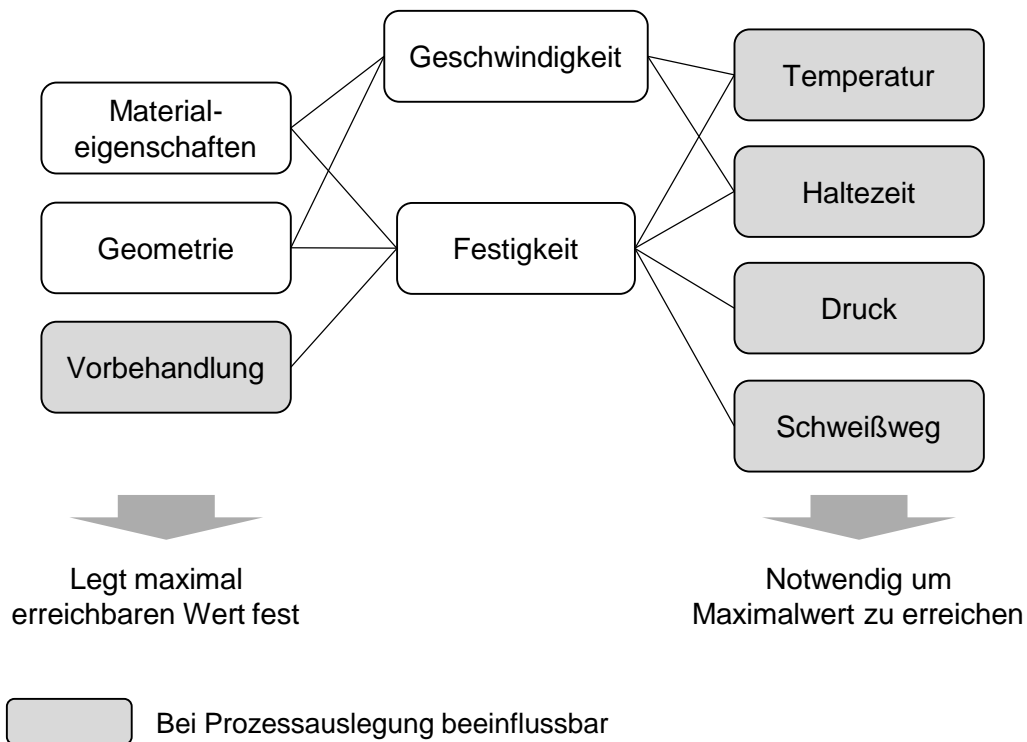 Geschwindigkeit
Temperatur
Material-
eigenschaften
Haltezeit
Geometrie
Festigkeit
Druck
Vorbehandlung
Schweißweg
Legt maximal
erreichbaren Wert fest
Notwendig um
Maximalwert zu erreichen
Bei Prozessauslegung beeinflussbar